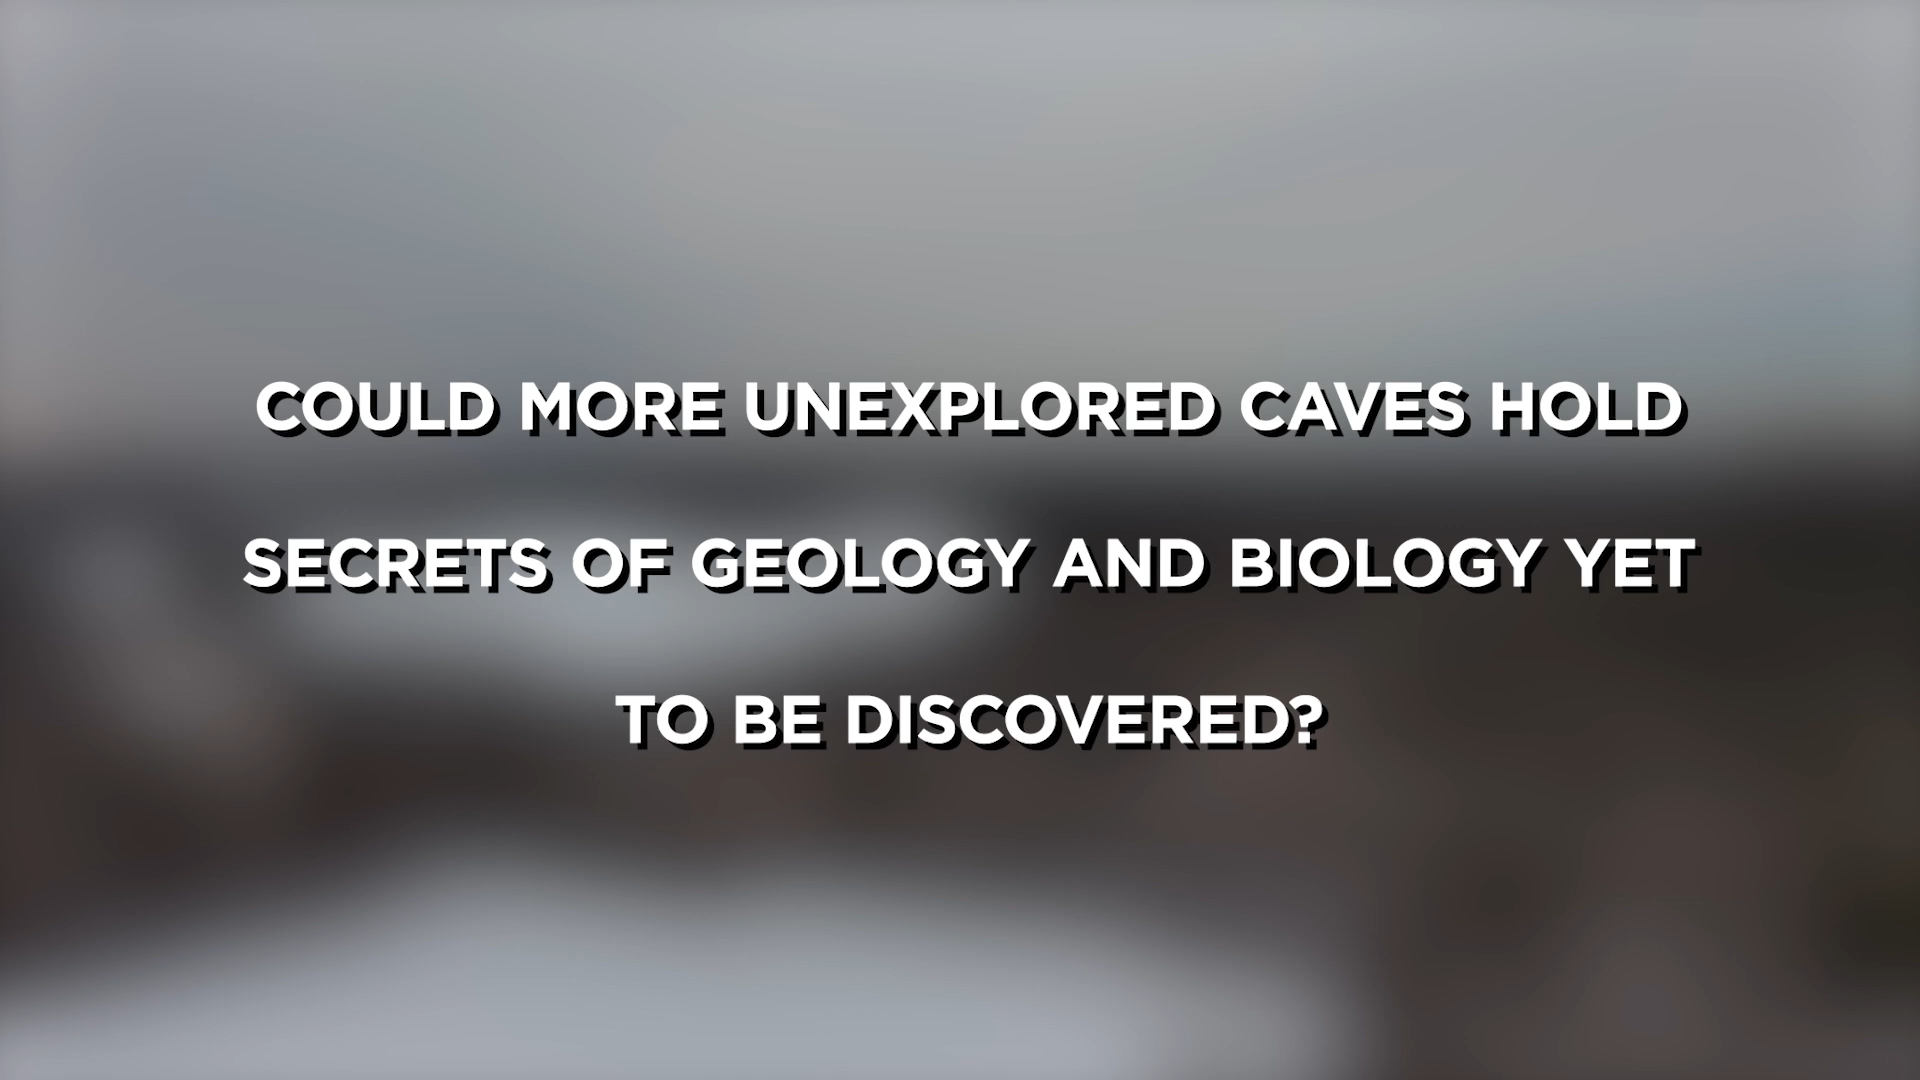 COULD MORE UNEXPLORED CAVES HOLD
SECRETS OF GEOLOGY AND BIOLOGY YET
TO BE DISCOVERED?